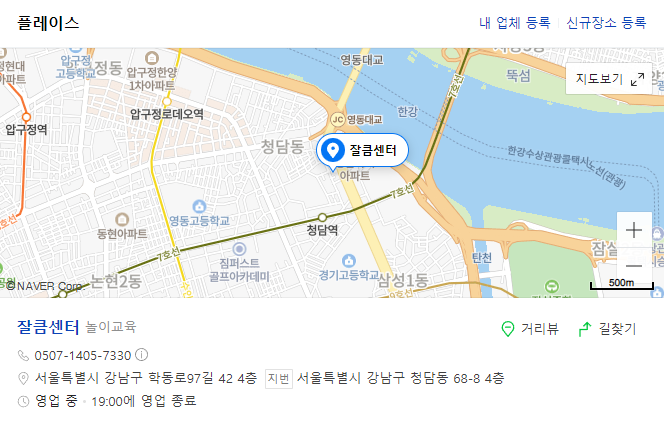 플레이스
내 업체 등록
신규장소 등록
압구정동
고등학교
아파트
압구정한양
1차아파트
영동대교
뚝섬
지도보기
7호선
압구정역
압구정로데오역
JC 영동대교
한강
청담동
잘큼센터
아파트
한강수상관광콜택시노선(관광)
7호선
영동고등학교
동현아파트
청담역
7호선
짐퍼스트
골프아카데미
경기고등학교
탄천
잠실
논현2동
삼성1동
9호선
© NAVER Corp.
500m
잘큼센터 놀이교육
거리뷰
길찾기
0507-1405-7330
서울특별시 강남구 학동로97길 42 4층 지번 서울특별시 강남구 청담동 68-8 4층
영업 중 · 19:00에 영업 종료